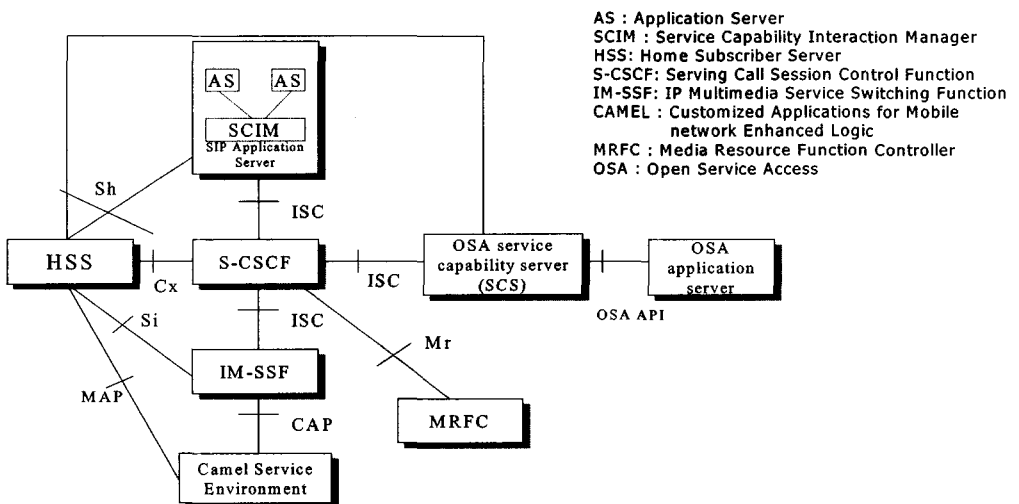 AS : Application Server
SCIM : Service Capability Interaction Manager
HSS: Home Subscriber Server
S-CSCF: Serving Call Session Control Function
IM-SSF: IP Multimedia Service Switching Function
CAMEL : Customized Applications for Mobile
network Enhanced Logic
MRFC : Media Resource Function Controller
OSA : Open Service Access
AS AS
SCIM
SIP Application
Server
Sh
ISC
HSS
Cx
S-CSCF
ISC
OSA service
capability server
(SCS)
OSA API
OSA
application
server
Si
ISC
Mr
MAP
IM-SSF
CAP
MRFC
Camel Service
Environment